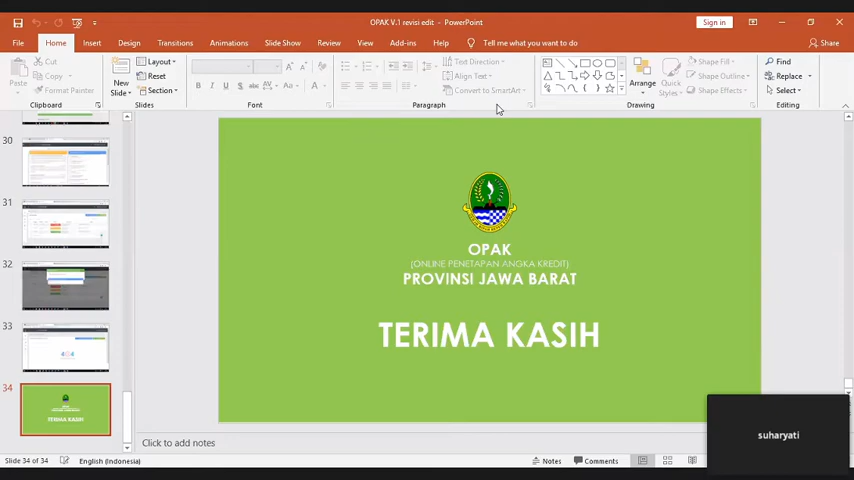 OPAK V.1 revisi edit - PowerPoint
Sign in
File Home Insert Design Transitions Animations Slide Show Review View Add-ins Help Tell me what you want to do Share
Paste
Cut
Copy
Format Painter
Clipboard
New Slide
Layout
Reset
Section
Slides
B I U S
Aa
A
Font
Text Direction
Align Text
Convert to SmartArt
Paragraph
Arrange
Quick Styles
Shape Fill
Shape Outline
Shape Effects
Drawing
Find
Replace
Select
Editing
30
31
32
33
404
34
TERIMA KASIH
OPAK
(ONLINE PENETAPAN ANGKA KREDIT)
PROVINSI JAWA BARAT
TERIMA KASIH
Click to add notes
suharyati
Slide 34 of 34 English (Indonesia) Notes Comments